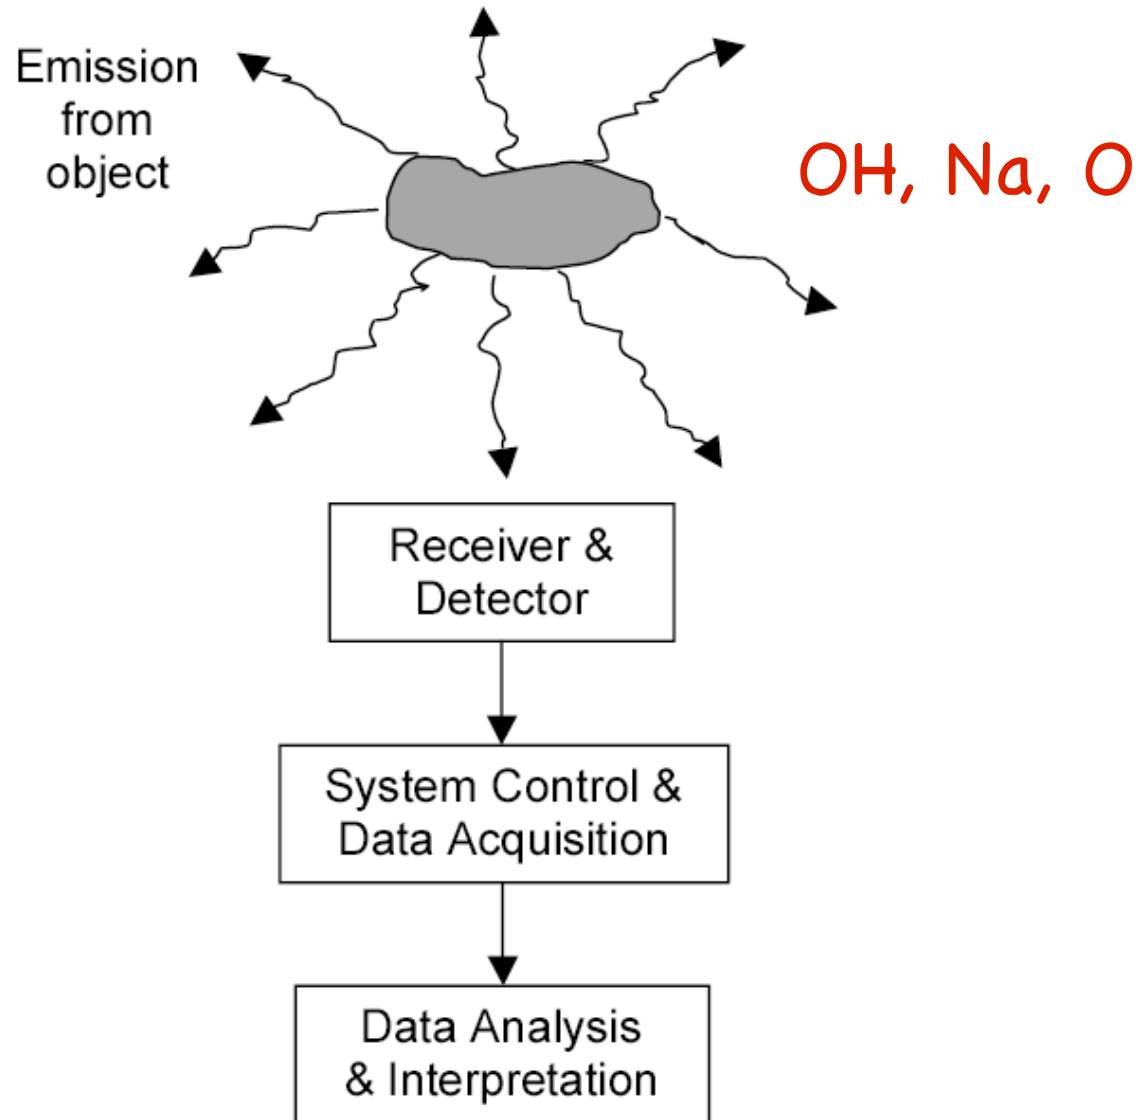 Emission
from
object
OH, Na, O
Receiver &
Detector
System Control &
Data Acquisition
Data Analysis
& Interpretation